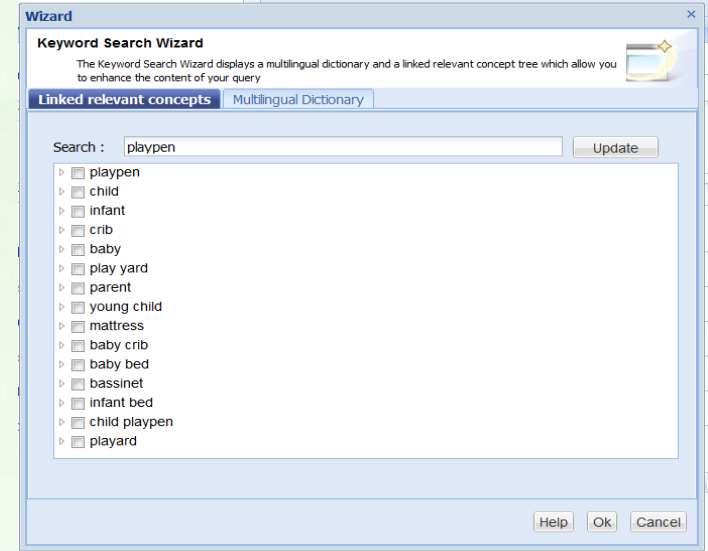 Wizard
Keyword Search Wizard
The Keyword Search Wizard displays a multilingual dictionary and a linked relevant concept tree which allow you
to enhance the content of your query
Linked relevant concepts Multilingual Dictionary
Search : playpen Update
playpen
child
infant
crib
baby
play yard
parent
young child
mattress
baby crib
baby bed
bassinet
infant bed
child playpen
playard
Help Ok Cancel